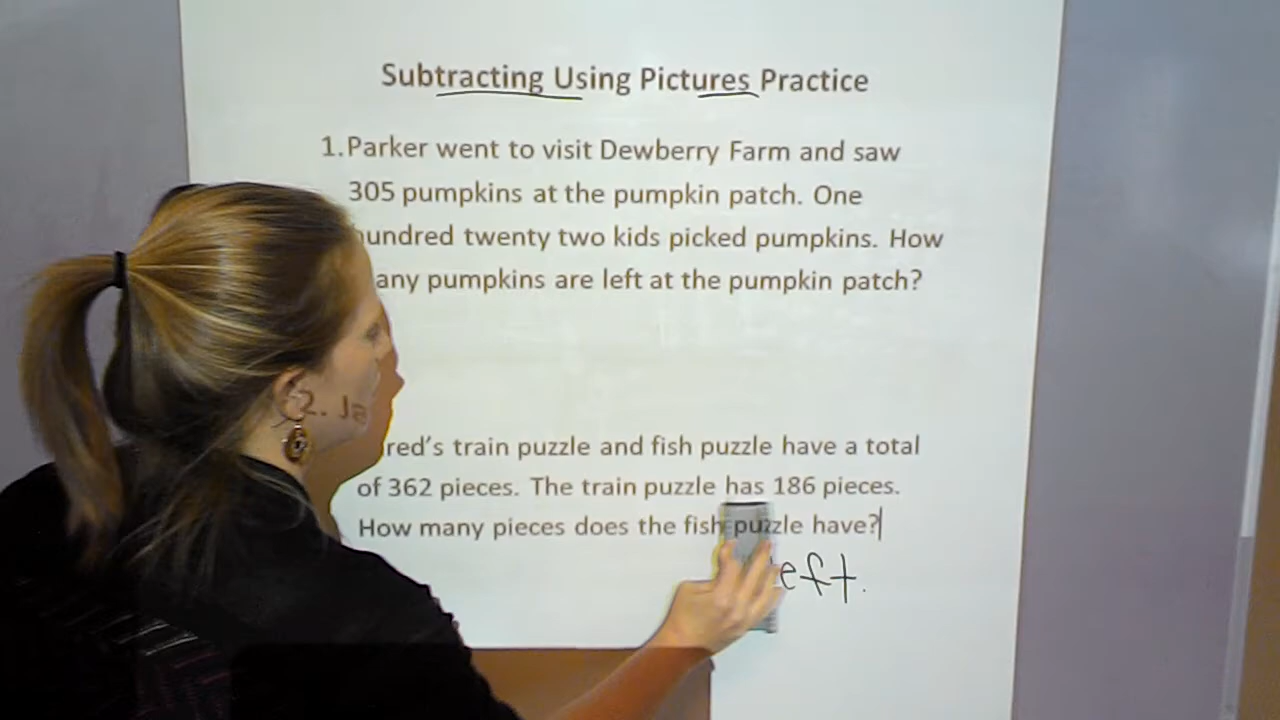 Subtracting Using Pictures Practice
1. Parker went to visit Dewberry Farm and saw
305 pumpkins at the pumpkin patch. One
hundred twenty two kids picked pumpkins. How
any pumpkins are left at the pumpkin patch?
2. Jared's train puzzle and fish puzzle have a total
of 362 pieces. The train puzzle has 186 pieces.
How many pieces does the fish puzzle have?
eft.